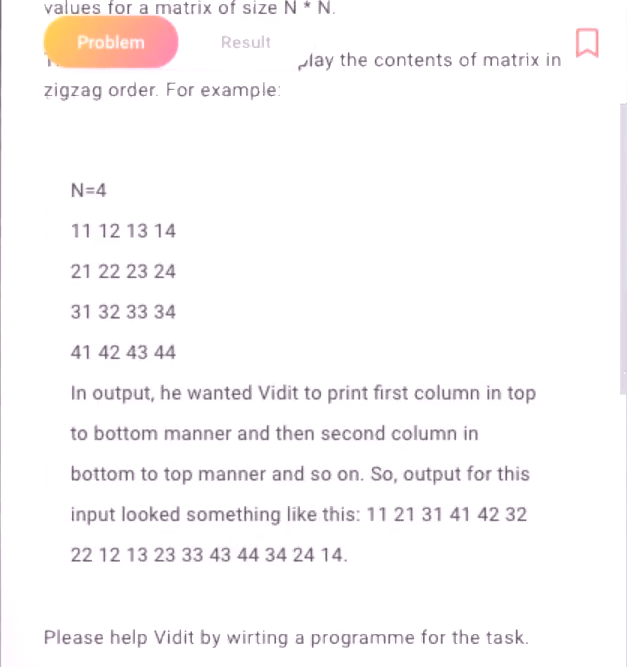 values for a matrix of size N * N.
Problem
Result
play the contents of matrix in
zigzag order. For example:
N=4
11 12 13 14
21 22 23 24
31 32 33 34
41 42 43 44
In output, he wanted Vidit to print first column in top
to bottom manner and then second column in
bottom to top manner and so on. So, output for this
input looked something like this: 11 21 31 41 42 32
22 12 13 23 33 43 44 34 24 14.
Please help Vidit by wirting a programme for the task.